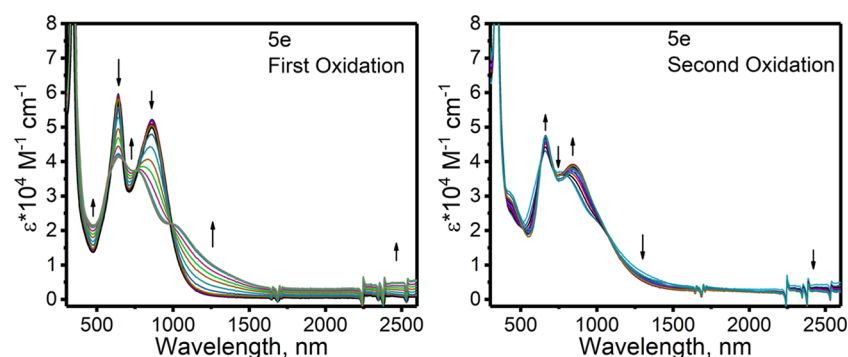 5e
First Oxidation
ε*10⁴ M⁻¹ cm⁻¹
8
7
6
5
4
3
2
1
0
500 1000 1500 2000 2500
Wavelength, nm
5e
Second Oxidation
ε*10⁴ M⁻¹ cm⁻¹
8
7
6
5
4
3
2
1
0
500 1000 1500 2000 2500
Wavelength, nm